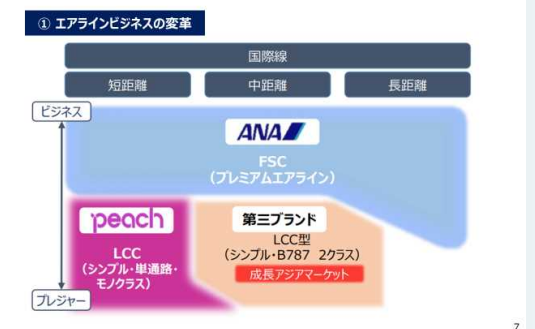 ① エアラインビジネスの変革
国際線
短距離
中距離
長距離
ビジネス
ANA
FSC
(プレミアムエアライン)
peach
LCC
(シンプル・単通路・
モノクラス)
第三ブランド
LCC型
(シンプル・B787 2クラス)
成長アジアマーケット
プレジャー
7